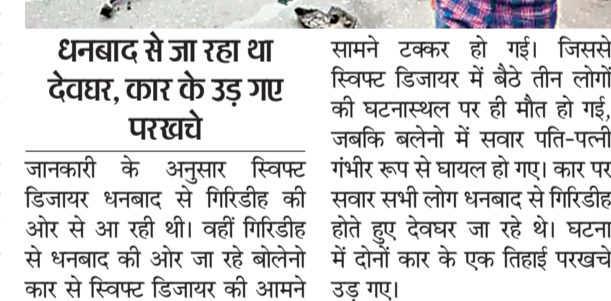 धनबाद से जा रहा था
देवघर, कार के उड़ गए
परखचे
जानकारी के अनुसार स्विफ्ट
डिजायर धनबाद से गिरिडीह की
ओर से आ रही थी। वहीं गिरिडीह
से धनबाद की ओर जा रहे बोलेनो
कार से स्विफ्ट डिजायर की आमने
सामने टक्कर हो गई। जिससे
स्विफ्ट डिजायर में बैठे तीन लोगों
की घटनास्थल पर ही मौत हो गई,
जबकि बलेनो में सवार पति-पत्नी
गंभीर रूप से घायल हो गए। कार पर
सवार सभी लोग धनबाद से गिरिडीह
होते हुए देवघर जा रहे थे। घटना
में दोनों कार के एक तिहाई परखचे
उड़ गए।